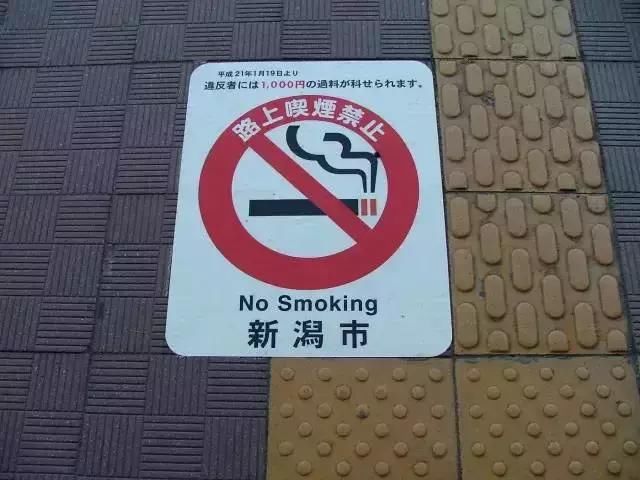 平成21年1月19日より
違反者には1,000円の過料が科せられます。
路上喫煙禁止
No Smoking
新潟市